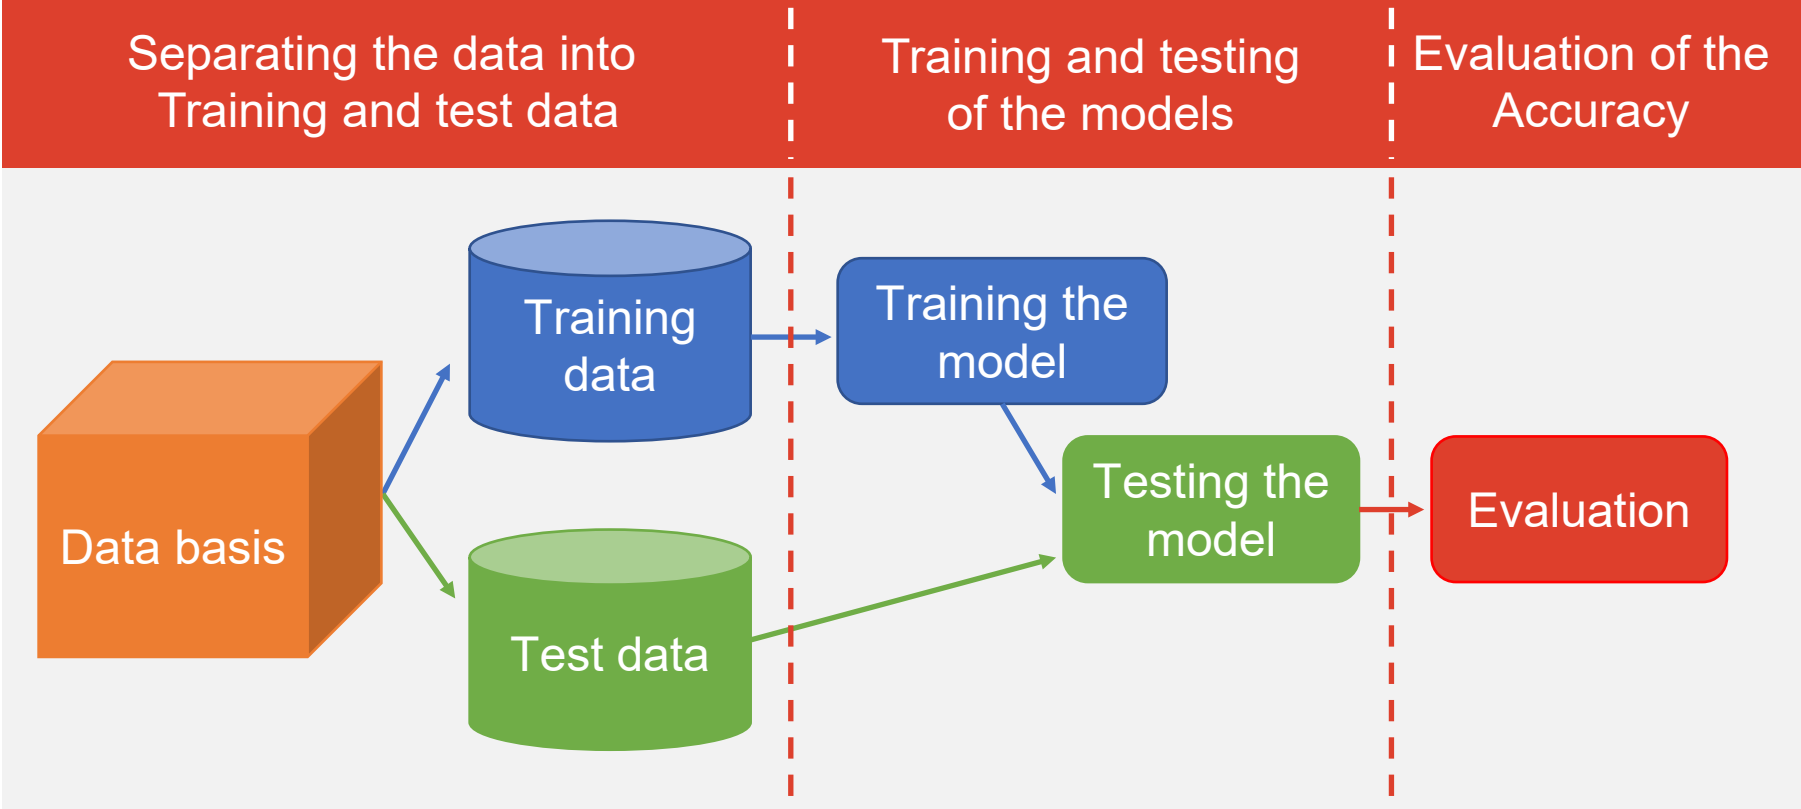 Separating the data into
Training and test data
Training and testing
of the models
Evaluation of the
Accuracy
Data basis
Training
data
Test data
Training the
model
Testing the
model
Evaluation